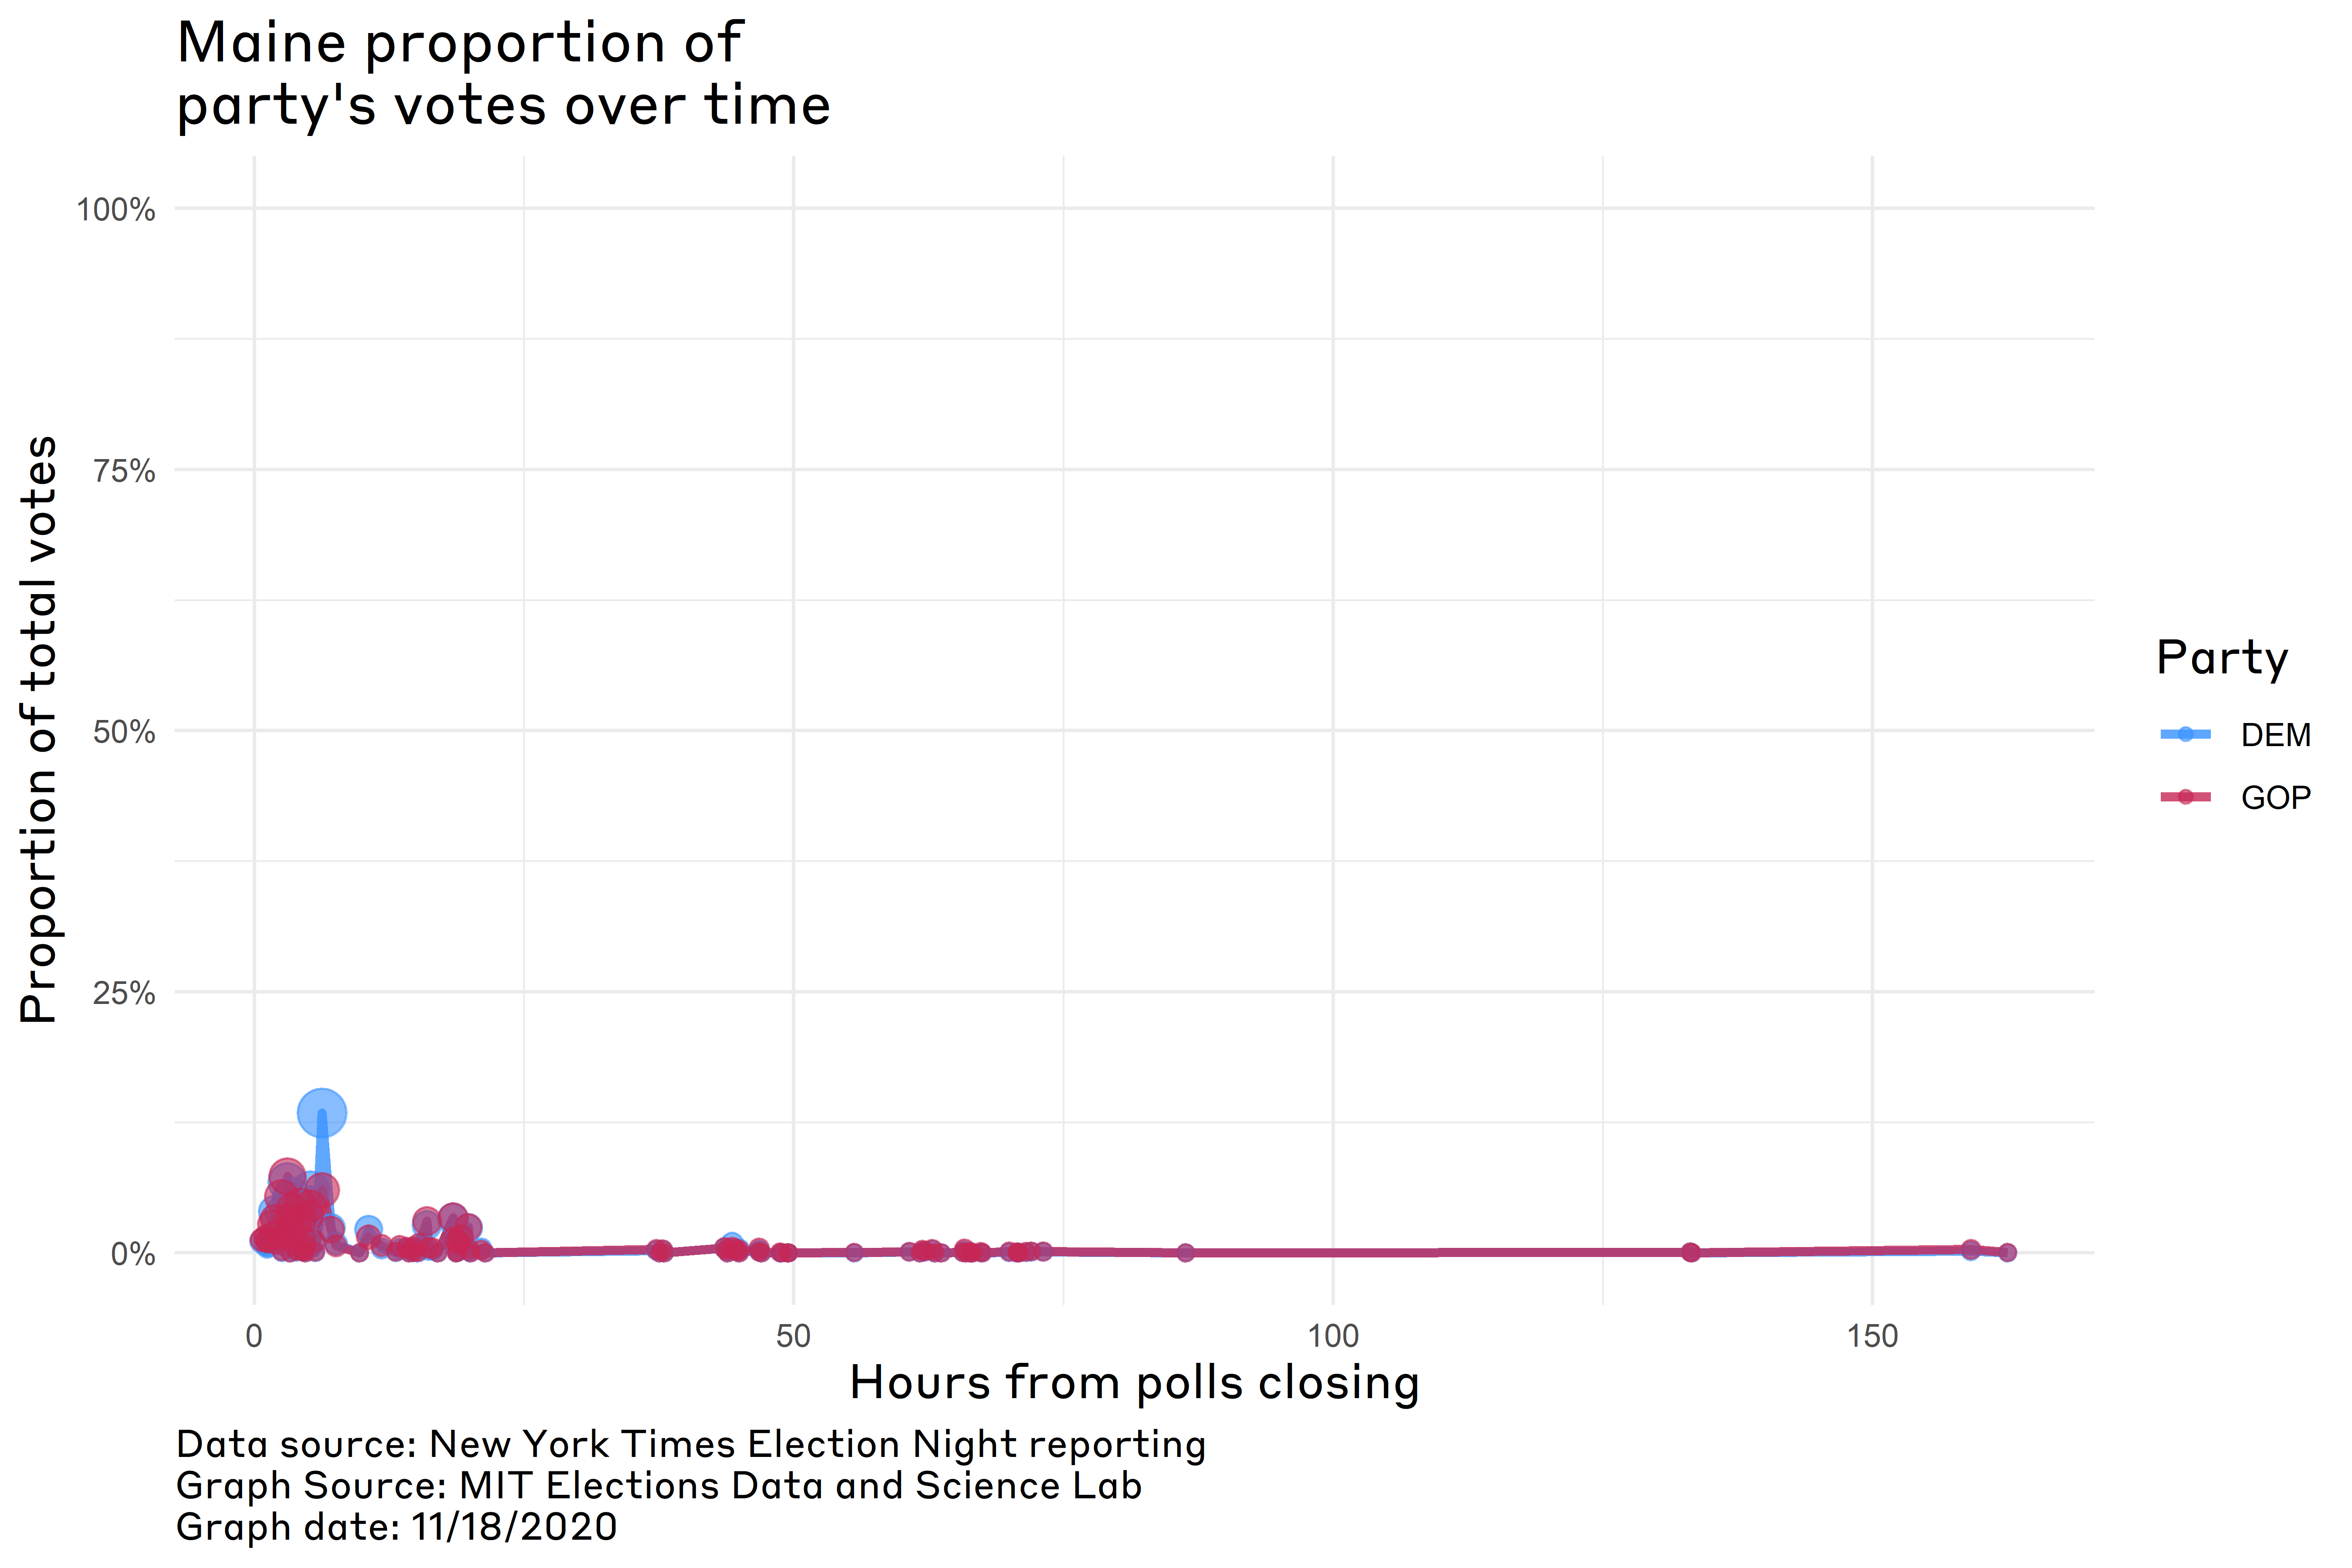 Maine proportion of
party's votes over time
100%
75%
50%
25%
0%
Proportion of total votes
0
50
100
150
Hours from polls closing
Party
DEM
GOP
Data source: New York Times Election Night reporting
Graph Source: MIT Elections Data and Science Lab
Graph date: 11/18/2020